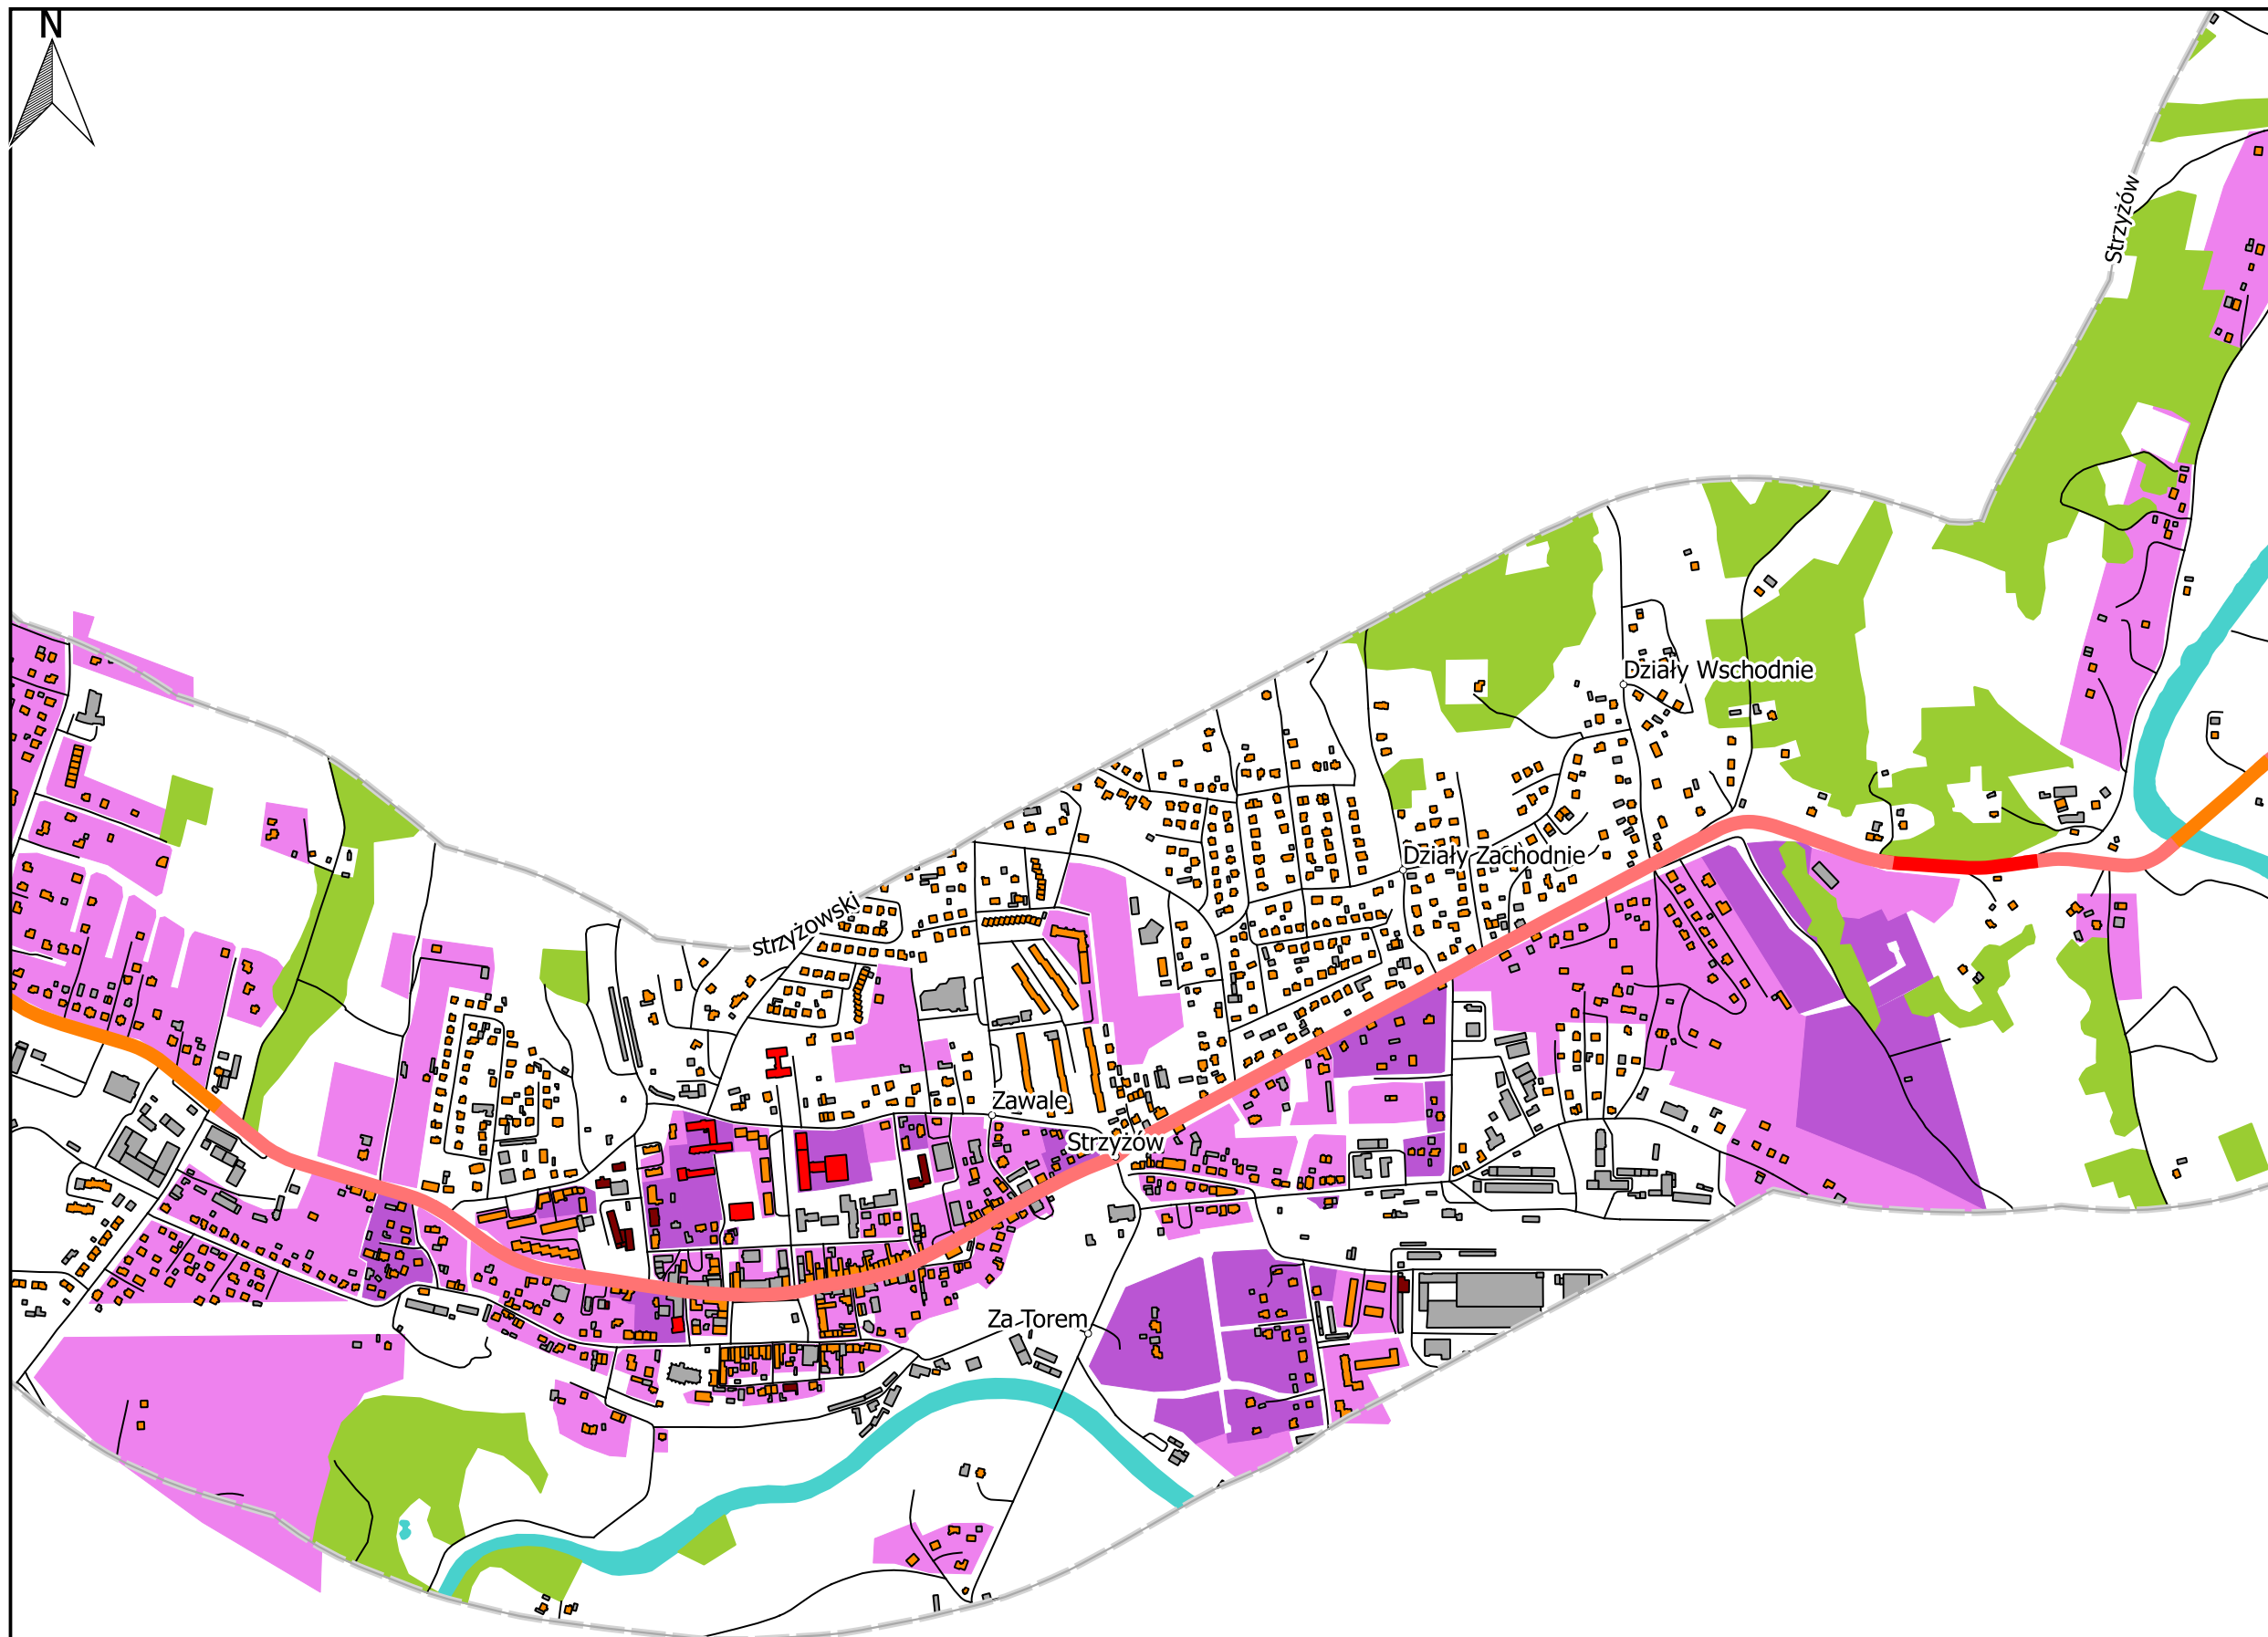 N
Strzyżów
Działy Wschodnie
Działy Zachodnie
strzyżowski
Zawale
Strzyżów
Za Torem